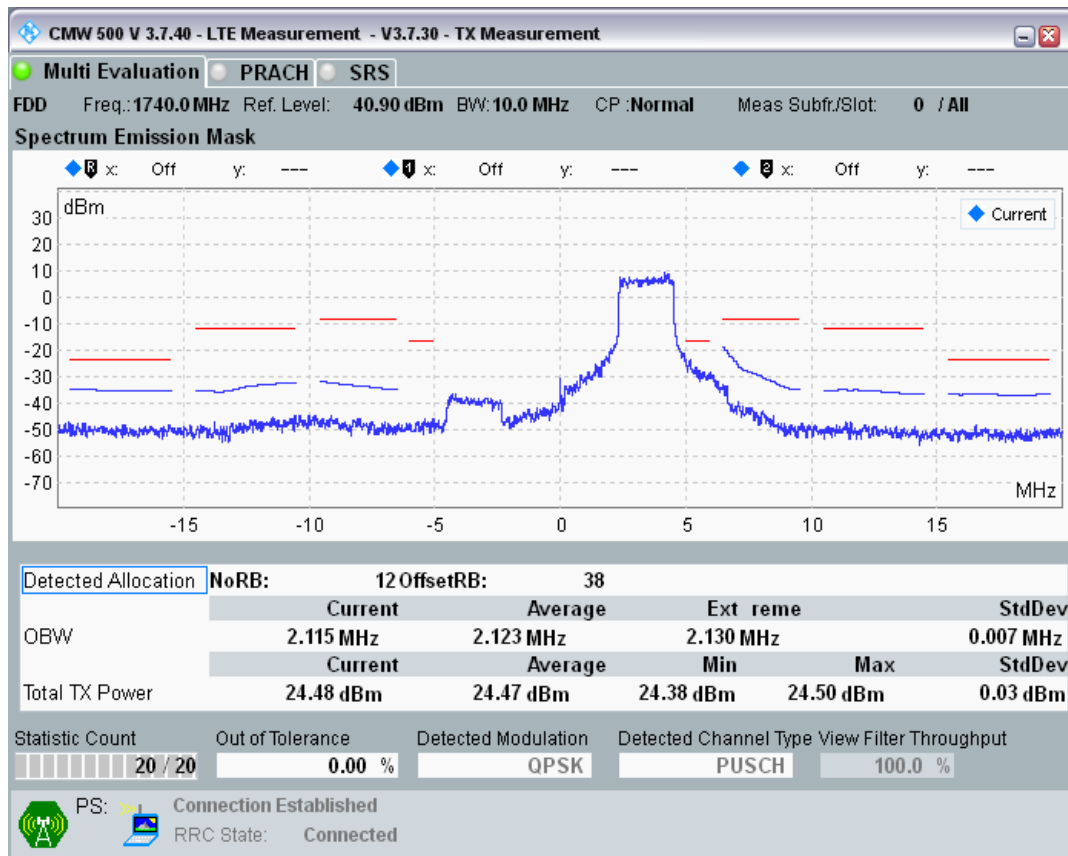 CMW 500 V 3.7.40 - LTE Measurement - V3.7.30 - TX Measurement
Multi Evaluation PRACH SRS
FDD Freq.: 1740.0 MHz Ref. Level: 40.90 dBm BW: 10.0 MHz CP : Normal Meas Subfr./Slot: 0 / All
Spectrum Emission Mask
R x: Off y: --- 1 x: Off y: --- 2 x: Off y: ---
dBm
Current
30
20
10
0
-10
-20
-30
-40
-50
-60
-70
MHz
-15 -10 -5 0 5 10 15
Detected Allocation NoRB: 12 OffsetRB: 38
Current Average Ext reme StdDev
OBW 2.115 MHz 2.123 MHz 2.130 MHz 0.007 MHz
Current Average Min Max StdDev
Total TX Power 24.48 dBm 24.47 dBm 24.38 dBm 24.50 dBm 0.03 dBm
Statistic Count Out of Tolerance Detected Modulation Detected Channel Type View Filter Throughput
20 / 20 0.00 % QPSK PUSCH 100.0 %
PS: Connection Established
RRC State: Connected